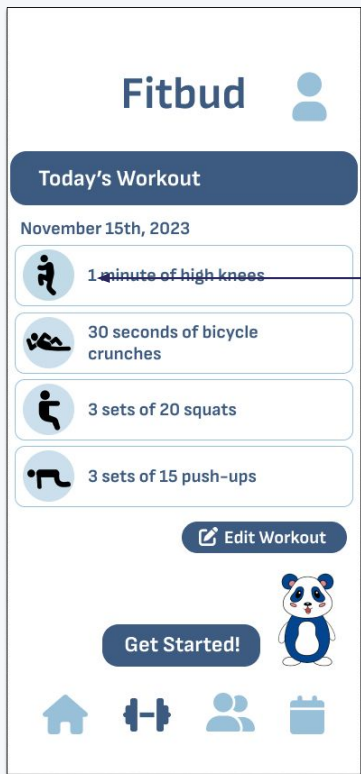 Fitbud
Today's Workout
November 15th, 2023
1 minute of high knees
30 seconds of bicycle
crunches
3 sets of 20 squats
3 sets of 15 push-ups
Edit Workout
Get Started!